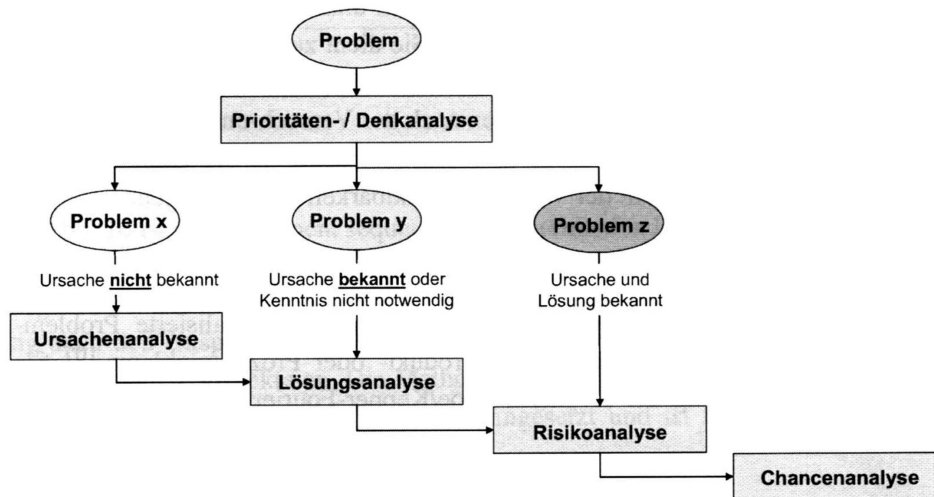 Problem
Prioritäten- / Denkanalyse
Problem x
Problem y
Problem z
Ursache nicht bekannt
Ursache bekannt oder
Kenntnis nicht notwendig
Ursache und
Lösung bekannt
Ursachenanalyse
Lösungsanalyse
Risikoanalyse
Chancenanalyse